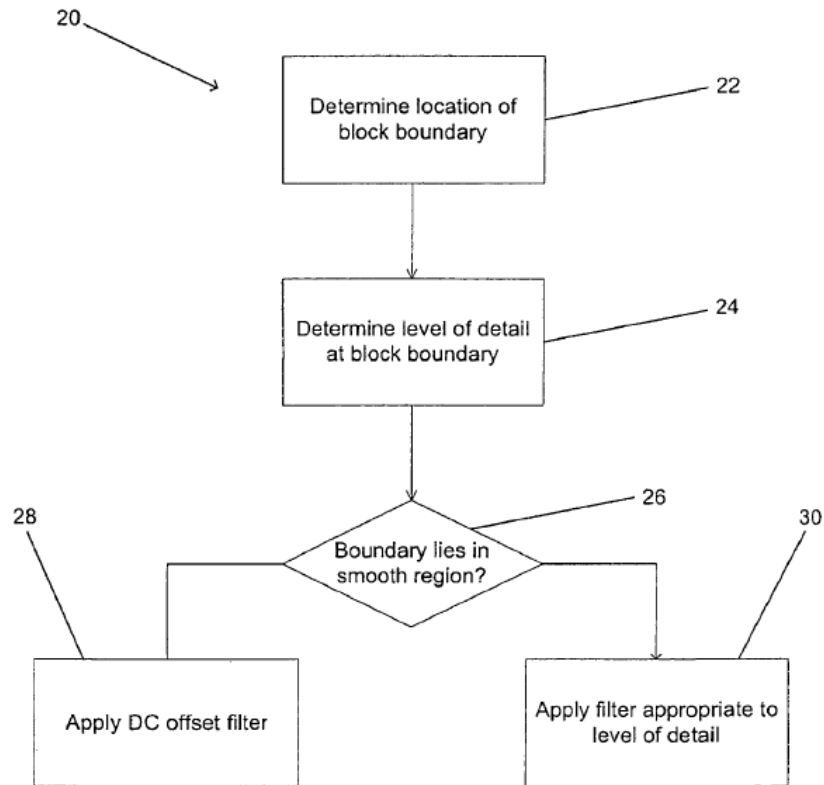 20
Determine location of
block boundary
22
Determine level of detail
at block boundary
24
26
28
30
Boundary lies in
smooth region?
Apply DC offset filter
Apply filter appropriate to
level of detail